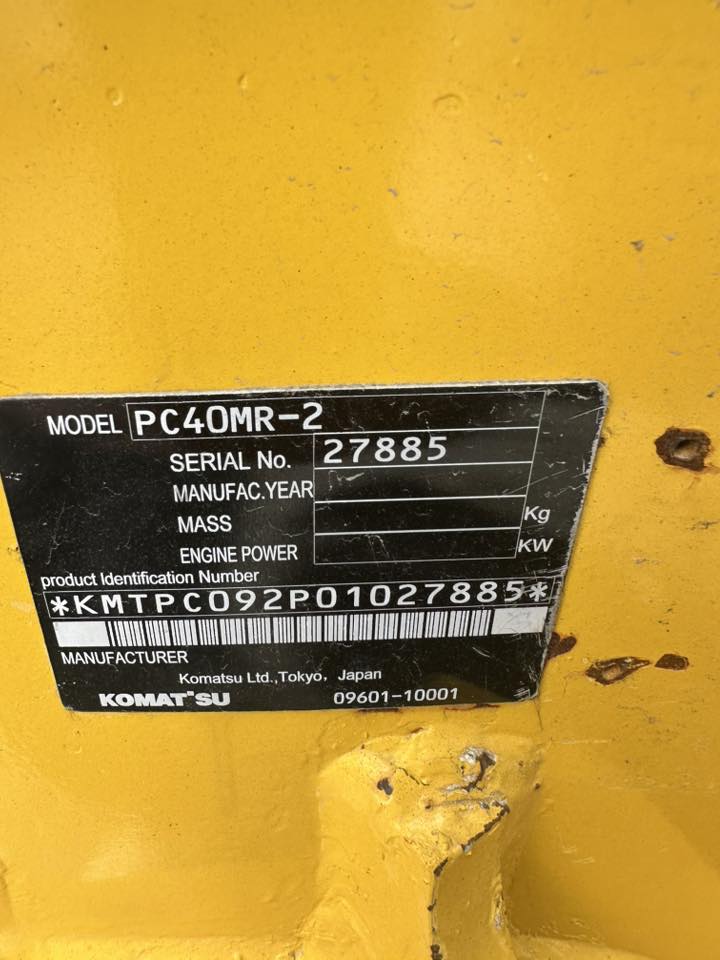 MODEL PC40MR-2
SERIAL No. 27885
MANUFAC.YEAR
MASS Kg
ENGINE POWER KW
product Identification Number
*KMTPC092P01027885*
MANUFACTURER
Komatsu Ltd.,Tokyo, Japan
KOMATSU 09601-10001